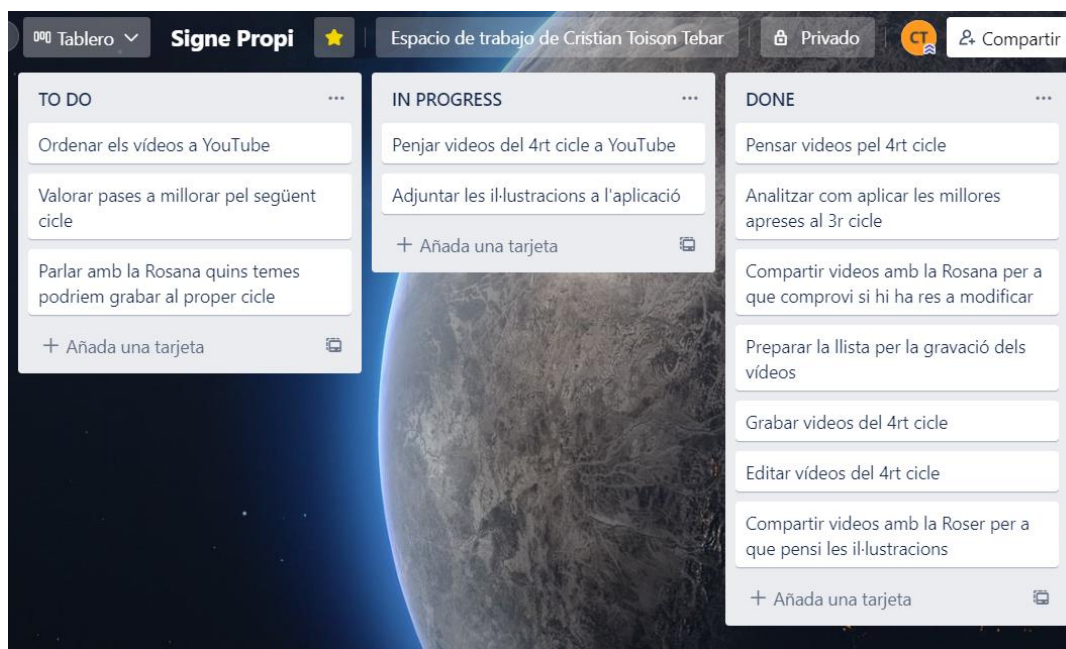 Tablero
Signe Propi
Espacio de trabajo de Cristian Toison Tebar
Privado
CT
Compartir
TO DO
Ordenar els vídeos a YouTube
Valorar pases a millorar pel següent
cicle
Parlar amb la Rosana quins temes
podriem grabar al proper cicle
+ Añada una tarjeta
IN PROGRESS
Penjar videos del 4rt cicle a YouTube
Adjuntar les il·lustracions a l'aplicació
+ Añada una tarjeta
DONE
Pensar videos pel 4rt cicle
Analitzar com aplicar les millores
apreses al 3r cicle
Compartir videos amb la Rosana per a
que comprovi si hi ha res a modificar
Preparar la llista per la gravació dels
vídeos
Grabar videos del 4rt cicle
Editar vídeos del 4rt cicle
Compartir videos amb la Roser per a
que pensi les il·lustracions
+ Añada una tarjeta